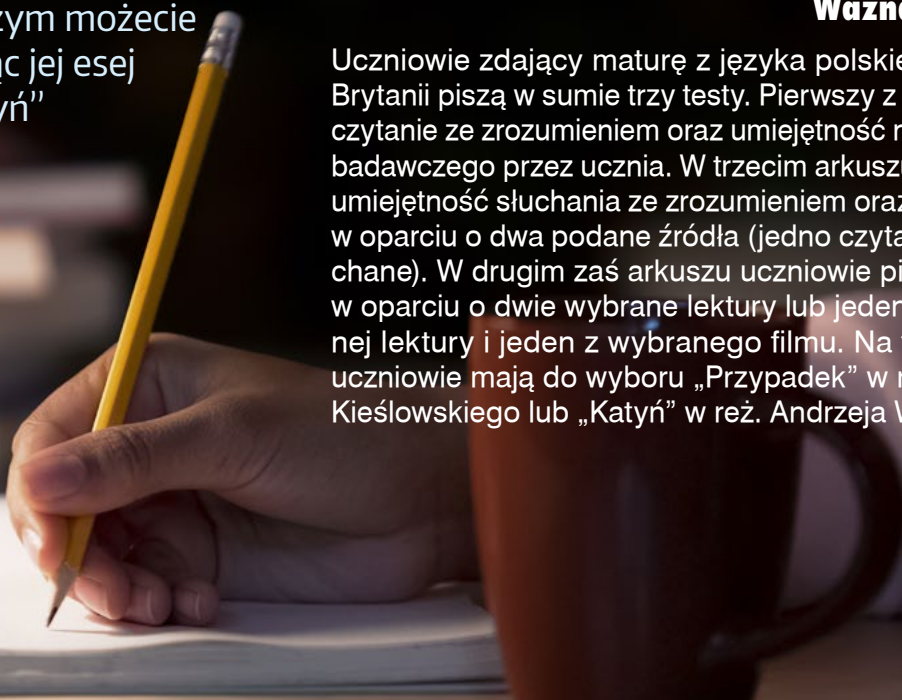 zym możecie
ąc jej esej
yń”
Ważn
Uczniowie zdający maturę z języka polskie
Brytanii piszą w sumie trzy testy. Pierwszy z
czytanie ze zrozumieniem oraz umiejętność
badawczego przez ucznia. W trzecim arkuszu
umiejętność słuchania ze zrozumieniem oraz
w oparciu o dwa podane źródła (jedno czyta
chane). W drugim zaś arkuszu uczniowie pi
w oparciu o dwie wybrane lektury lub jeden
nej lektury i jeden z wybranego filmu. Na
uczniowie mają do wyboru „Przypadek” w
Kieślowskiego lub „Katyń” w reż. Andrzeja W